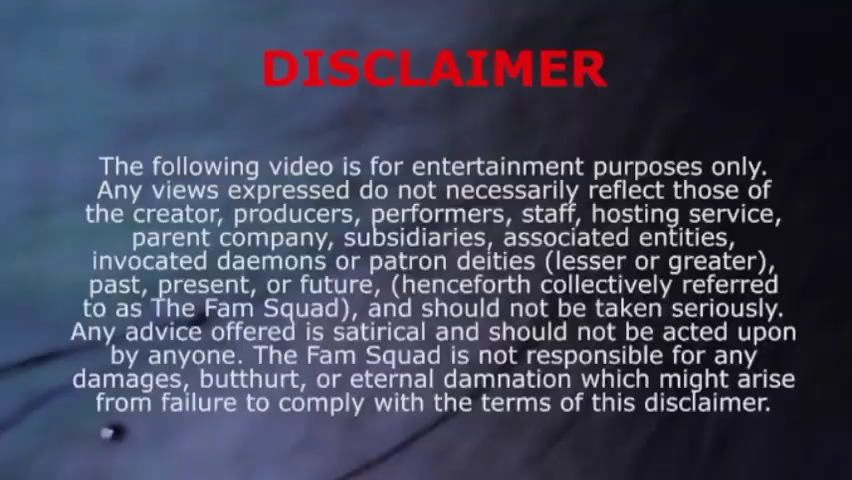 DISCLAIMER
The following video is for entertainment purposes only.
Any views expressed do not necessarily reflect those of
the creator, producers, performers, staff, hosting service,
parent company, subsidiaries, associated entities,
invocated daemons or patron deities (lesser or greater),
past, present, or future, (henceforth collectively referred
to as The Fam Squad), and should not be taken seriously.
Any advice offered is satirical and should not be acted upon
by anyone. The Fam Squad is not responsible for any
damages, butthurt, or eternal damnation which might arise
from failure to comply with the terms of this disclaimer.